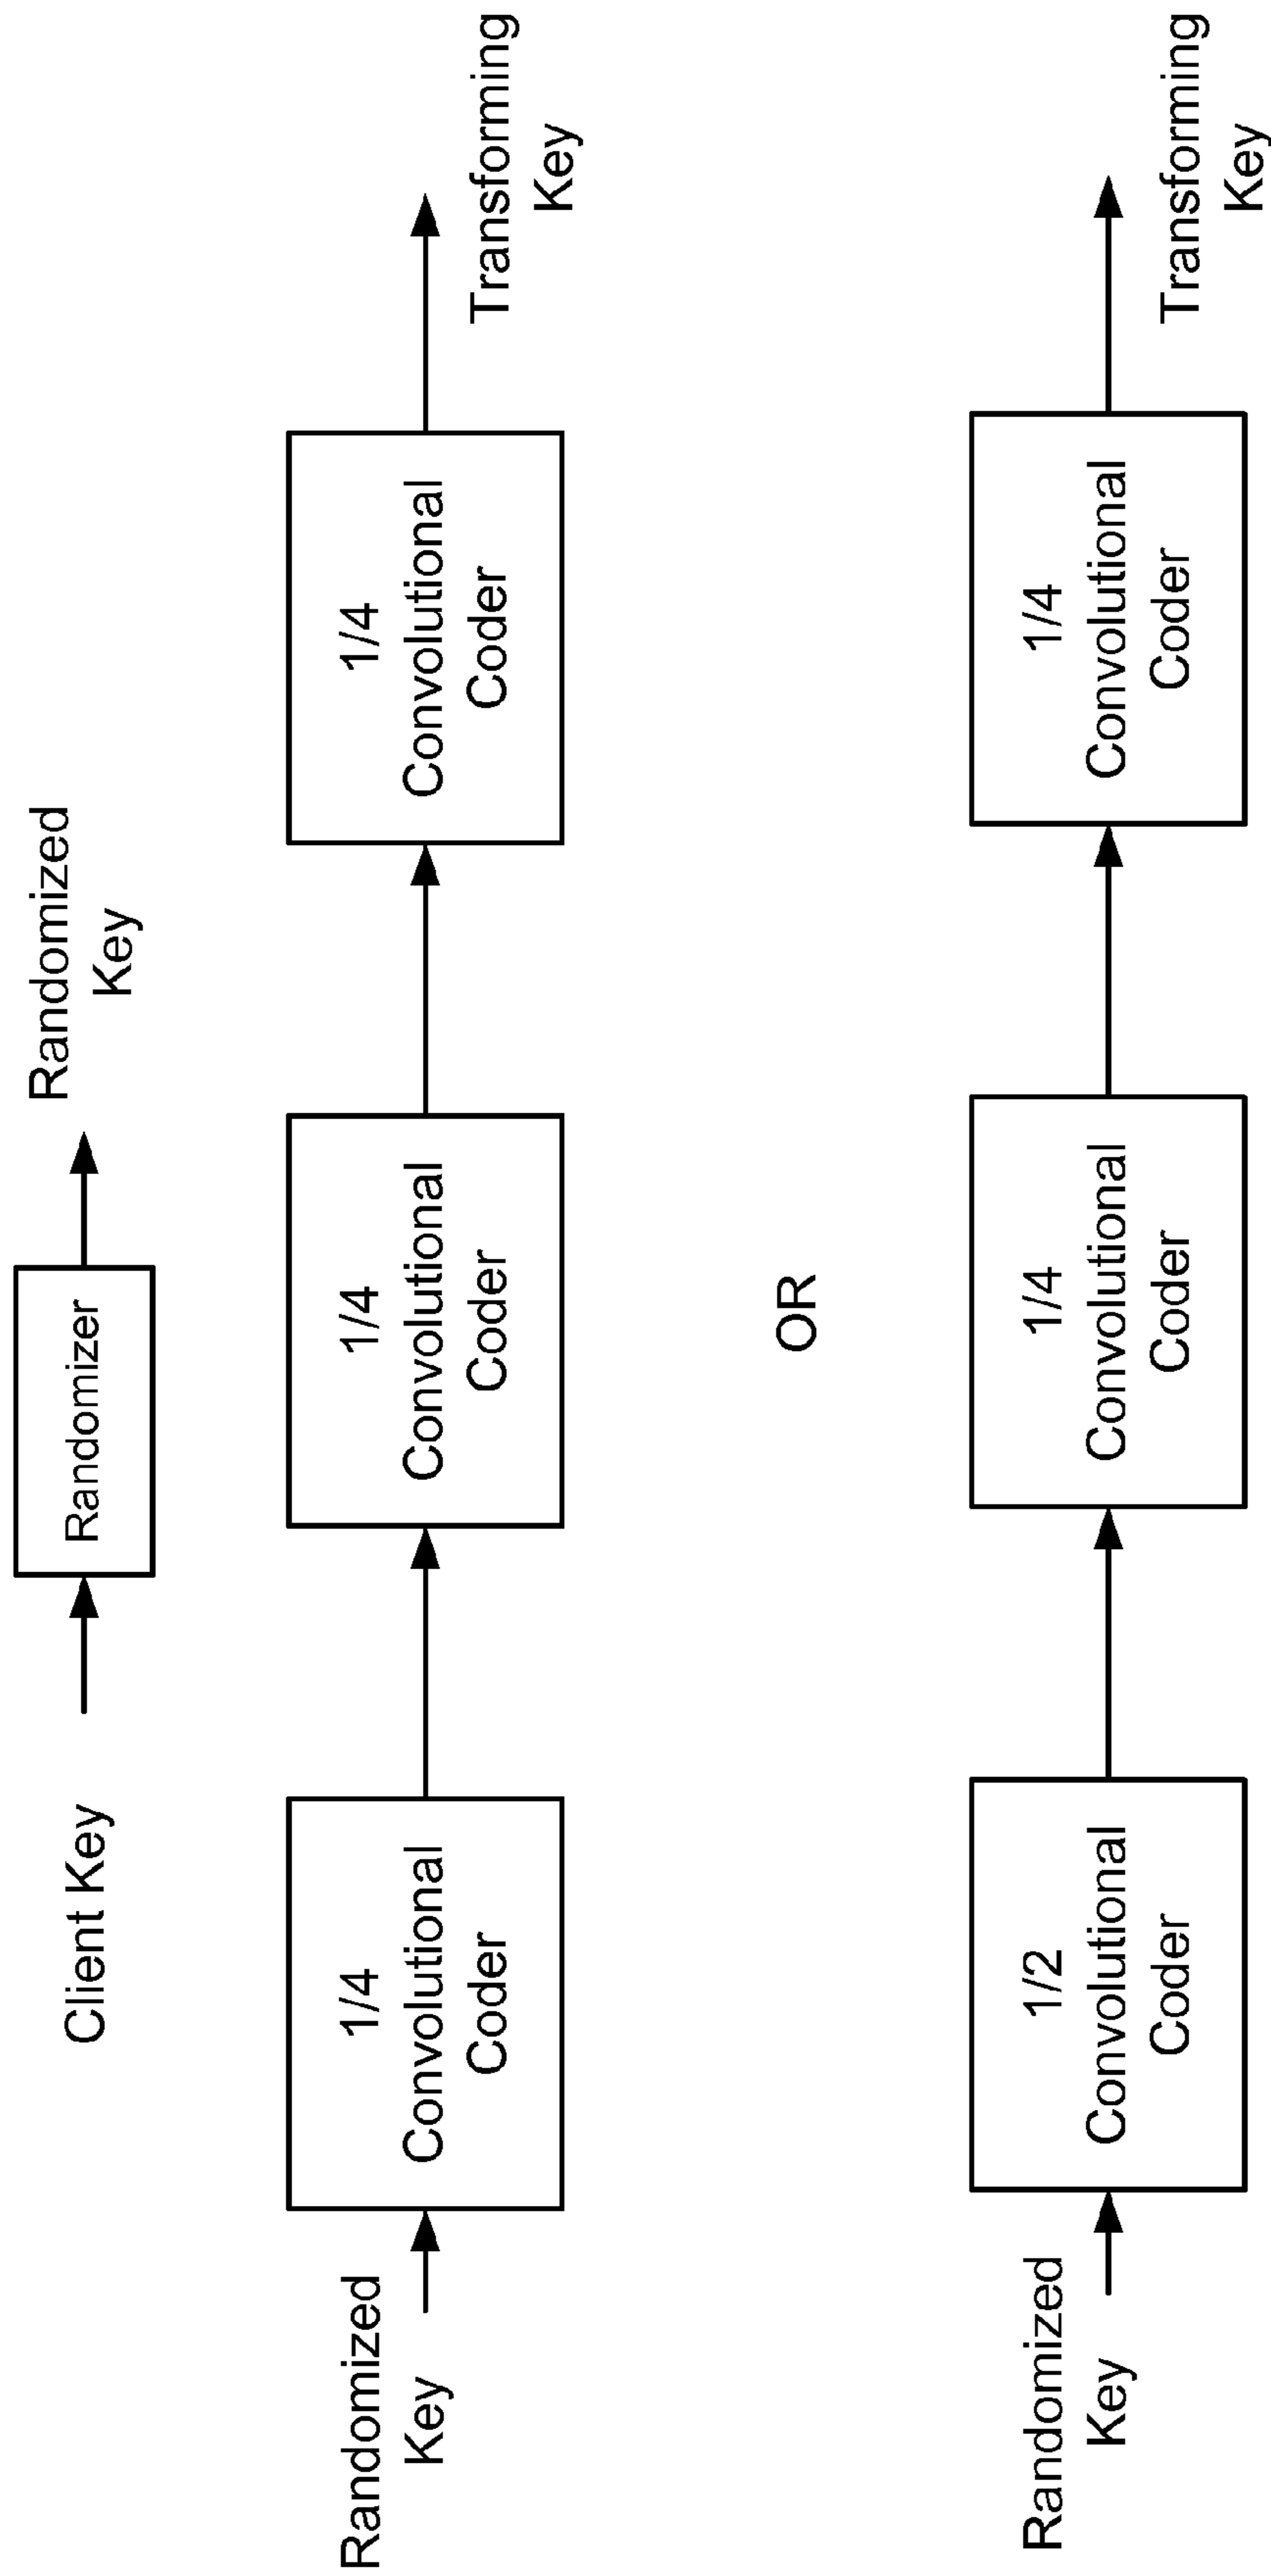 Client Key
Randomizer
Randomized
Key
Randomized
Key
1/4
Convolutional
Coder
1/4
Convolutional
Coder
1/4
Convolutional
Coder
Transforming
Key
OR
Randomized
Key
1/2
Convolutional
Coder
1/4
Convolutional
Coder
1/4
Convolutional
Coder
Transforming
Key